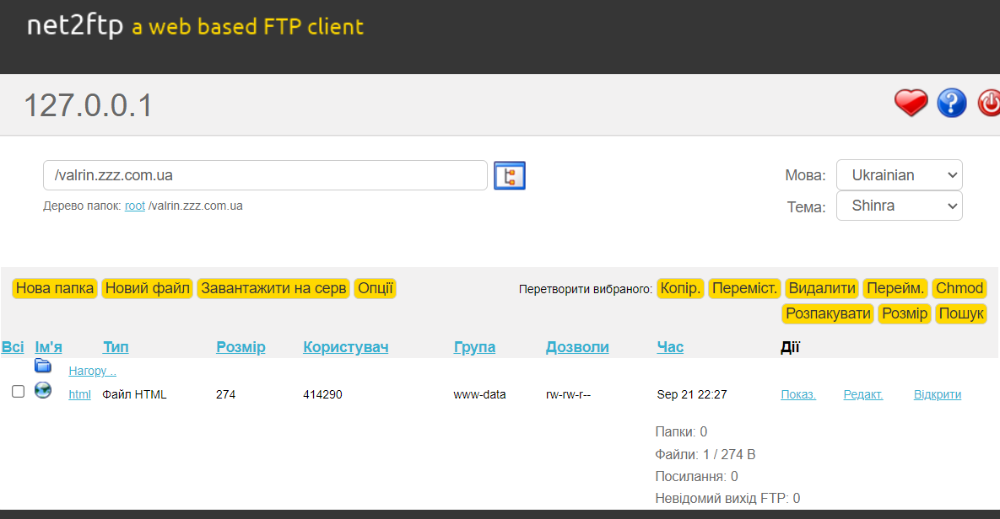 net2ftp a web based FTP client
127.0.0.1
/valrin.zzz.com.ua
Дерево папок: root /valrin.zzz.com.ua
Мова: Ukrainian
Тема: Shinra
Нова папка Новий файл Завантажити на серв Опції
Перетворити вибраного: Копір. Переміст. Видалити Перейм. Chmod
Розпакувати Розмір Пошук
Всі Ім'я Тип Розмір Користувач Група Дозволи Час Дії
Нагору ..
html Файл HTML 274 414290 www-data rw-rw-r-- Sep 21 22:27 Показ. Редакт. Відкрити
Папки: 0
Файли: 1 / 274 B
Посилання: 0
Невідомий вихід FTP: 0